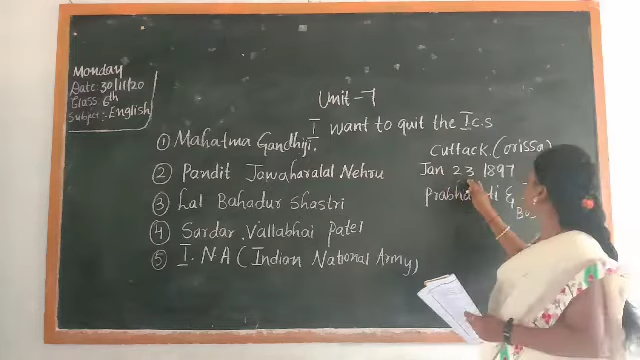 Monday
Date: 30/11/20
Class: 6th
Subject:- English
Unit-7
I want to quit the I.C.S
① Mahatma Gandhiji.
Cuttack. (Orissa)
Jan 23 1897
② Pandit Jawaharalal Nehru
③ Lal Bahadur Shastri
④ Sardar Vallabhai Patel
⑤ I.N.A (Indian National Army)